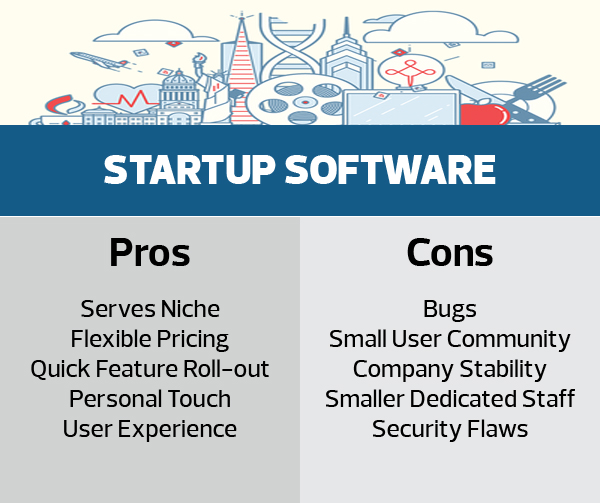 STARTUP SOFTWARE
Pros
Serves Niche
Flexible Pricing
Quick Feature Roll-out
Personal Touch
User Experience
Cons
Bugs
Small User Community
Company Stability
Smaller Dedicated Staff
Security Flaws